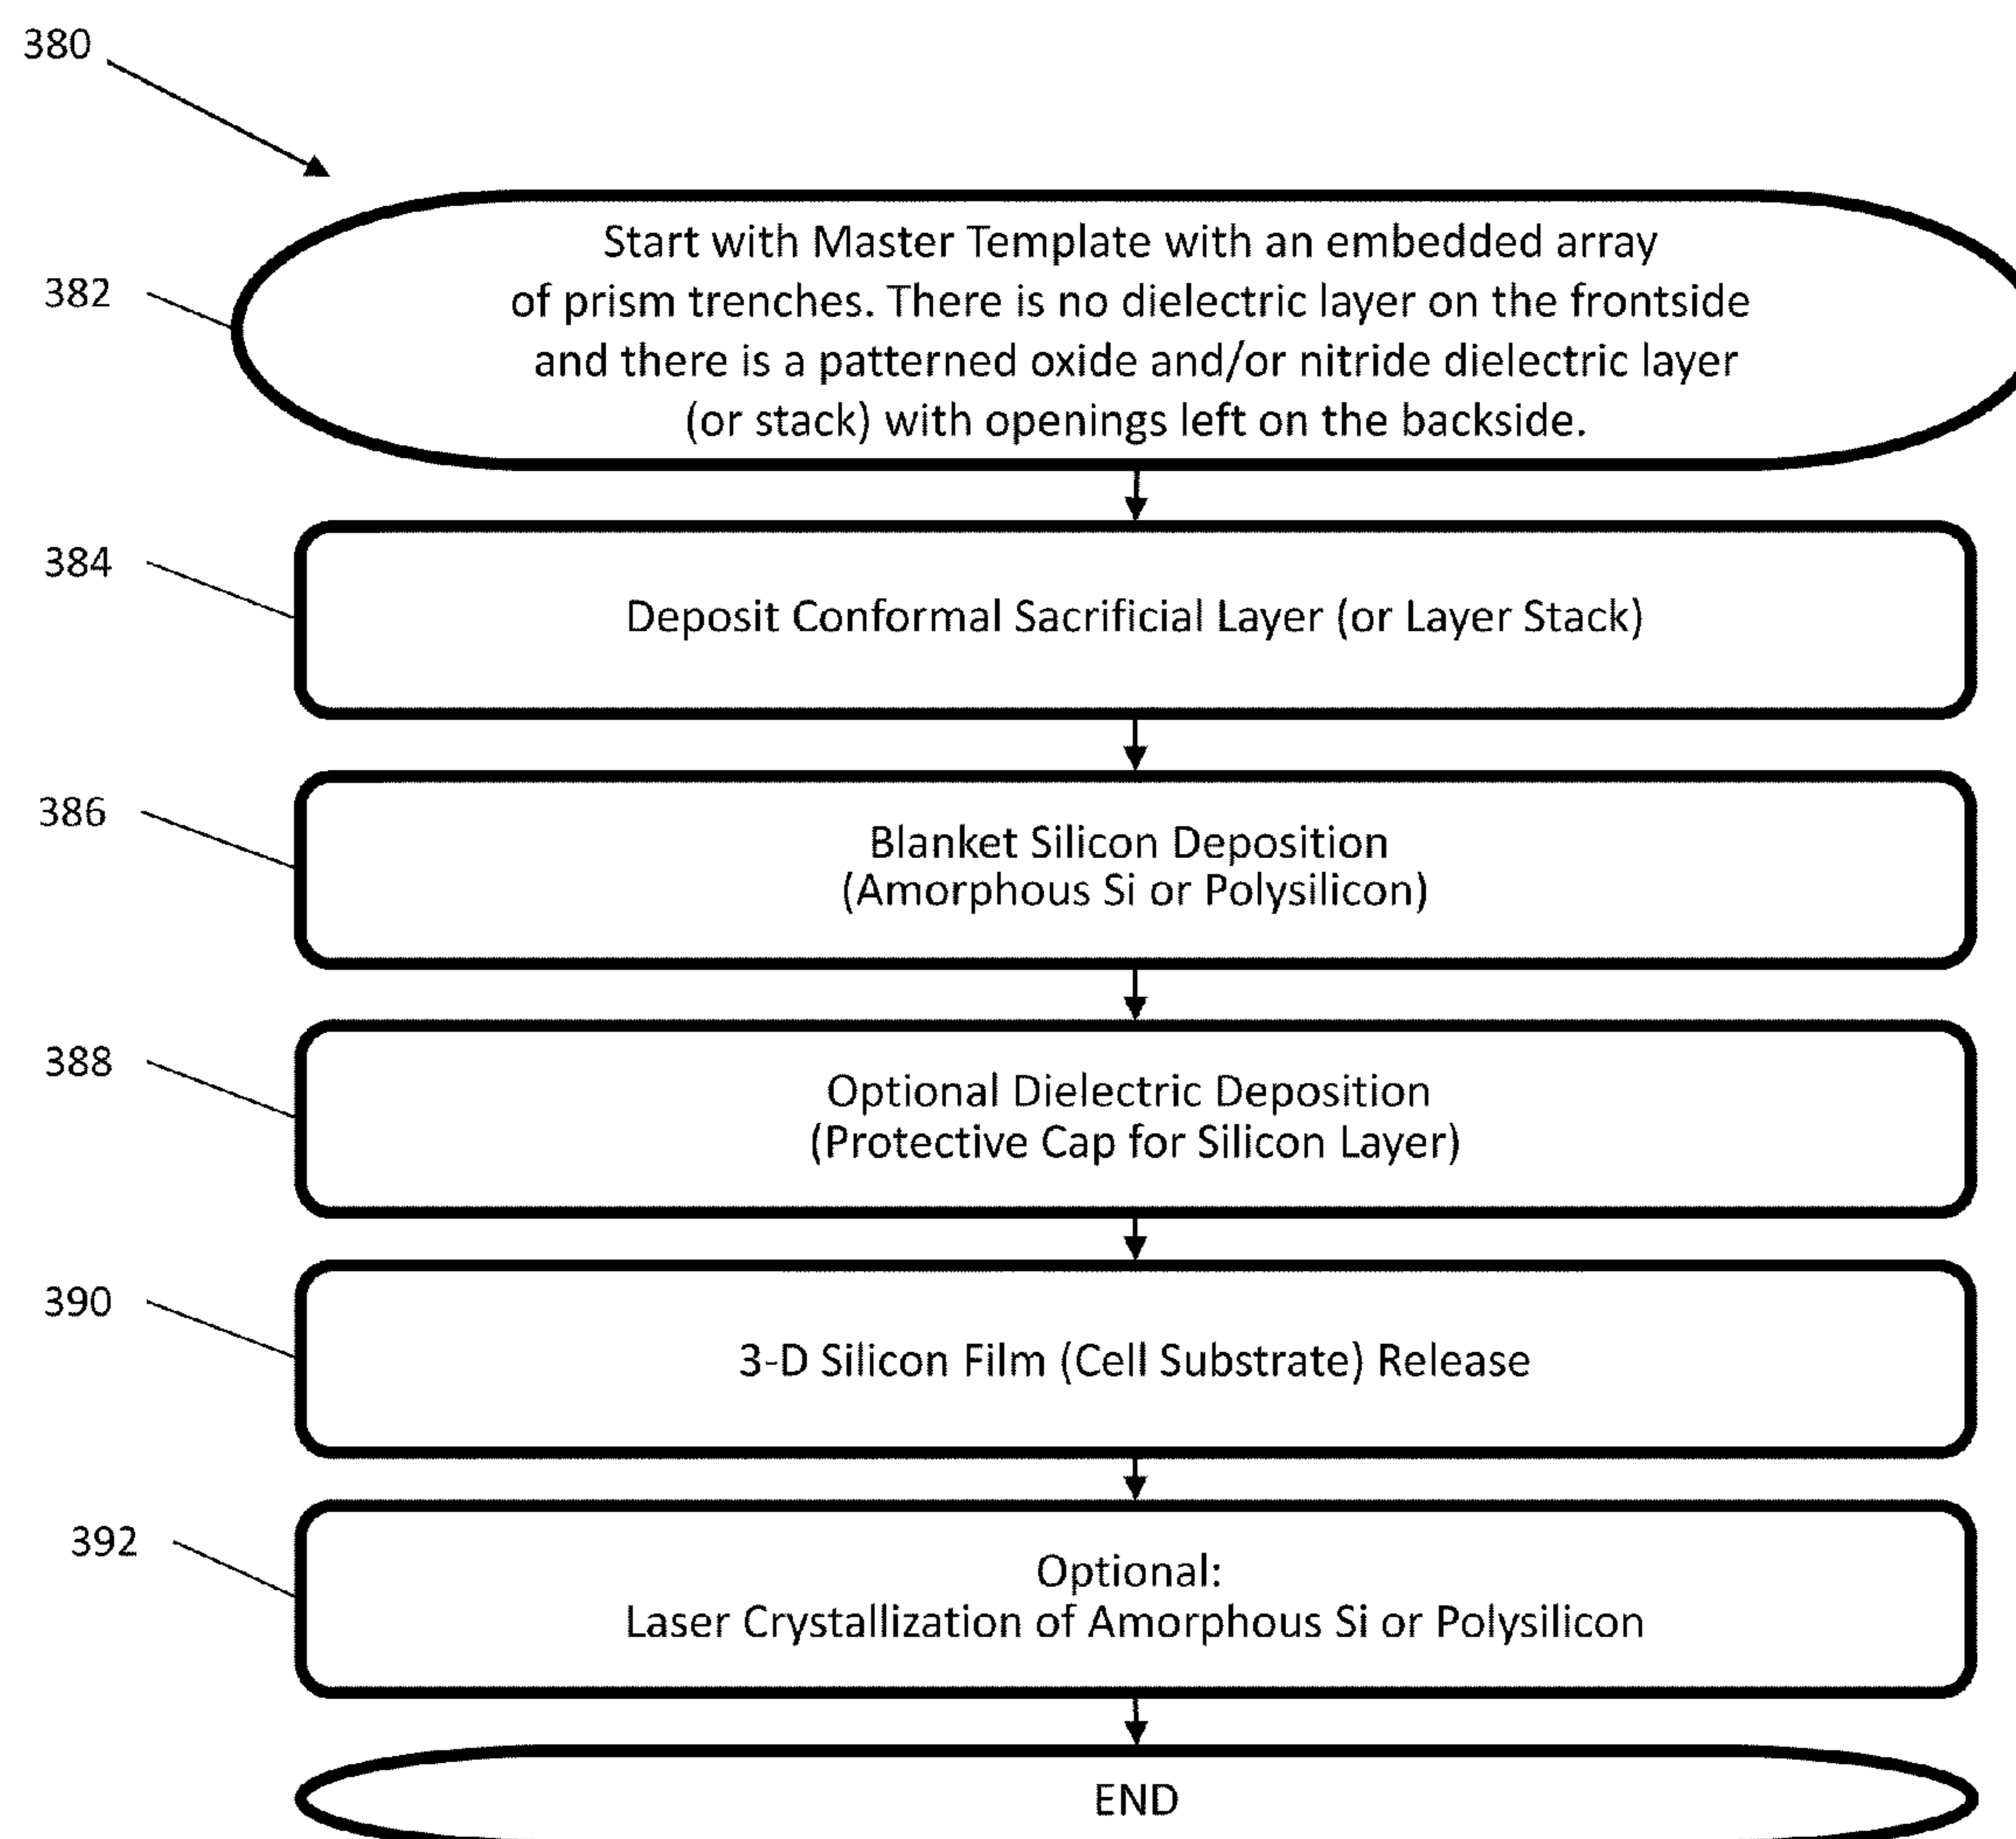 380
382
Start with Master Template with an embedded array
of prism trenches. There is no dielectric layer on the frontside
and there is a patterned oxide and/or nitride dielectric layer
(or stack) with openings left on the backside.
384
Deposit Conformal Sacrificial Layer (or Layer Stack)
386
Blanket Silicon Deposition
(Amorphous Si or Polysilicon)
388
Optional Dielectric Deposition
(Protective Cap for Silicon Layer)
390
3-D Silicon Film (Cell Substrate) Release
392
Optional:
Laser Crystallization of Amorphous Si or Polysilicon
END